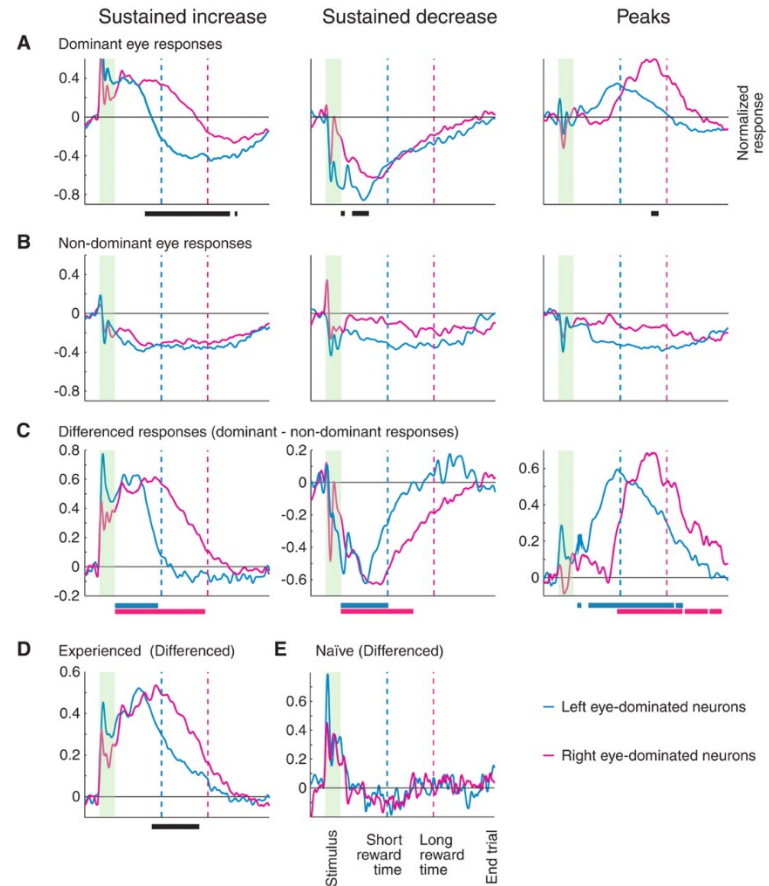 Sustained increase Sustained decrease Peaks
A Dominant eye responses
0.4
0
-0.4
-0.8
Normalized
response
B Non-dominant eye responses
0.4
0
-0.4
-0.8
C Differenced responses (dominant - non-dominant responses)
0.8
0.6
0.4
0.2
0
-0.2
0.2
0
-0.2
-0.4
-0.6
0.6
0.4
0.2
0
D Experienced (Differenced)
0.6
0.4
0.2
0
E Naïve (Differenced)
0.8
0.6
0.4
0.2
0
Stimulus
Short
reward
time
Long
reward
time
End trial
Left eye-dominated neurons
Right eye-dominated neurons